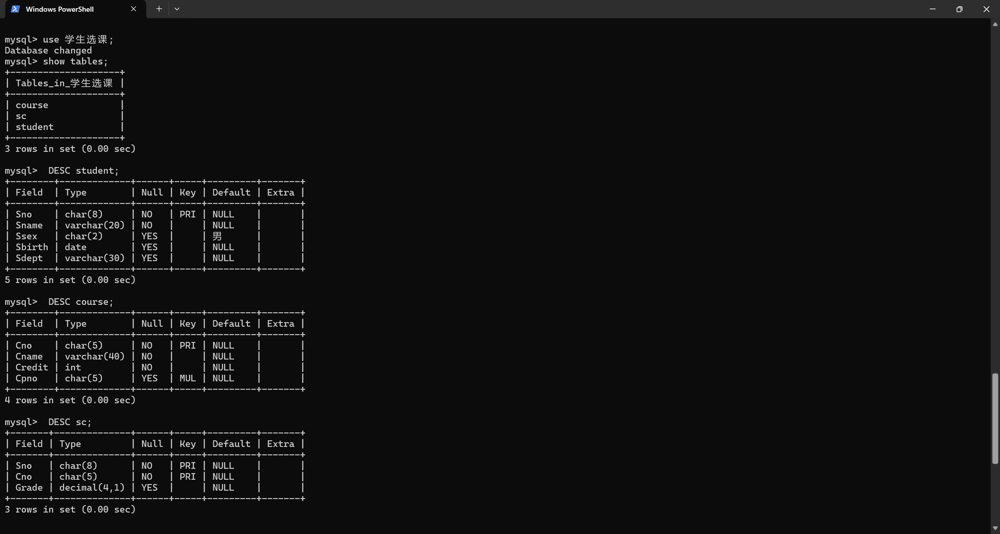 Windows PowerShell
mysql> use 学生选课;
Database changed
mysql> show tables;
+--------------------+
| Tables_in_学生选课 |
+--------------------+
| course             |
| sc                 |
| student            |
+--------------------+
3 rows in set (0.00 sec)
mysql>  DESC student;
+--------+-------------+------+-----+---------+-------+
| Field  | Type        | Null | Key | Default | Extra |
+--------+-------------+------+-----+---------+-------+
| Sno    | char(8)     | NO   | PRI | NULL    |       |
| Sname  | varchar(20) | NO   |     | NULL    |       |
| Ssex   | char(2)     | YES  |     | 男      |       |
| Sbirth | date        | YES  |     | NULL    |       |
| Sdept  | varchar(30) | YES  |     | NULL    |       |
+--------+-------------+------+-----+---------+-------+
5 rows in set (0.00 sec)
mysql>  DESC course;
+--------+-------------+------+-----+---------+-------+
| Field  | Type        | Null | Key | Default | Extra |
+--------+-------------+------+-----+---------+-------+
| Cno    | char(5)     | NO   | PRI | NULL    |       |
| Cname  | varchar(40) | NO   |     | NULL    |       |
| Credit | int         | NO   |     | NULL    |       |
| Cpno   | char(5)     | YES  | MUL | NULL    |       |
+--------+-------------+------+-----+---------+-------+
4 rows in set (0.00 sec)
mysql>  DESC sc;
+-------+--------------+------+-----+---------+-------+
| Field | Type         | Null | Key | Default | Extra |
+-------+--------------+------+-----+---------+-------+
| Sno   | char(8)      | NO   | PRI | NULL    |       |
| Cno   | char(5)      | NO   | PRI | NULL    |       |
| Grade | decimal(4,1) | YES  |     | NULL    |       |
+-------+--------------+------+-----+---------+-------+
3 rows in set (0.00 sec)